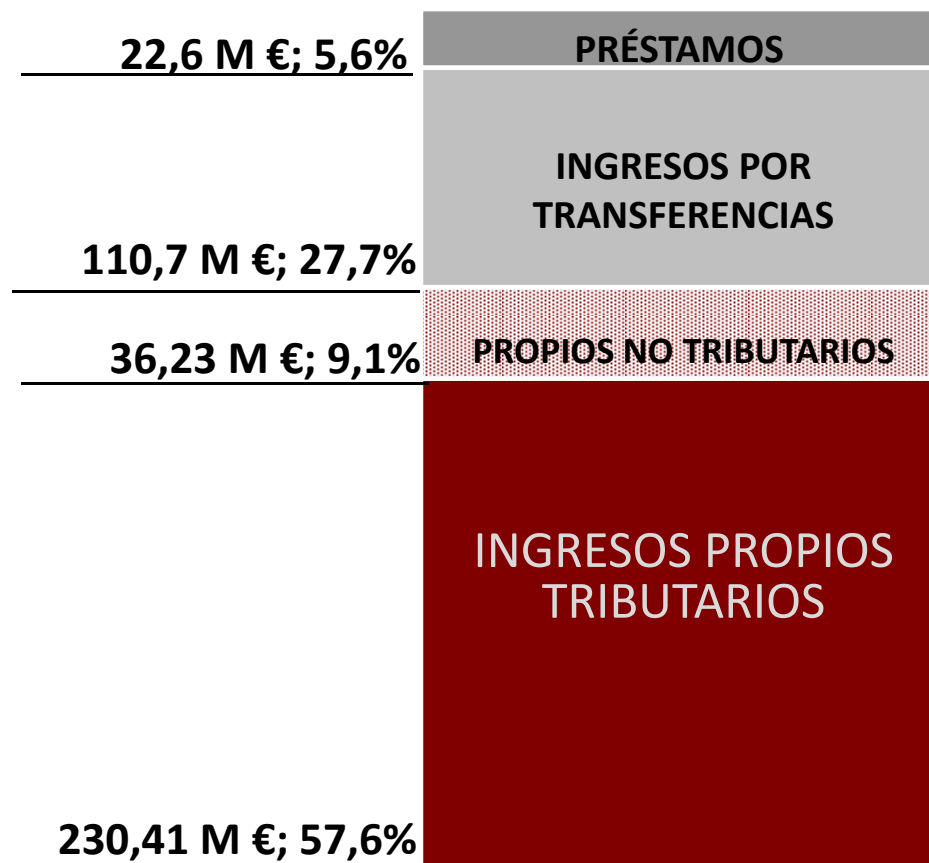 22,6 M €; 5,6%
PRÉSTAMOS
INGRESOS POR
TRANSFERENCIAS
110,7 M €; 27,7%
36,23 M €; 9,1%
PROPIOS NO TRIBUTARIOS
INGRESOS PROPIOS
TRIBUTARIOS
230,41 M €; 57,6%